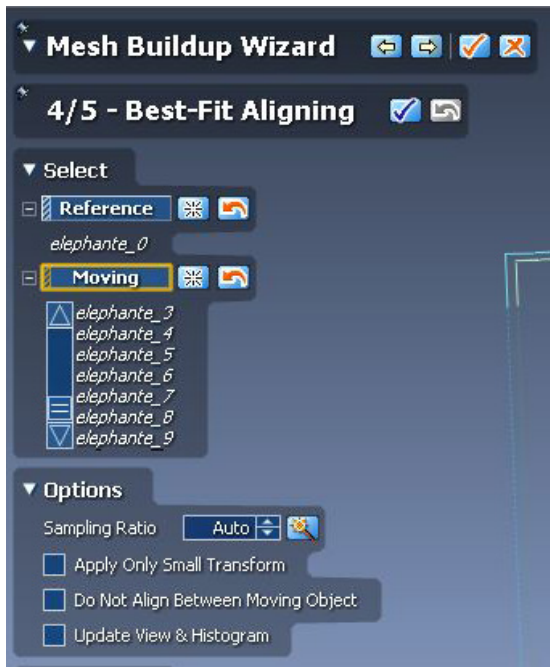 Mesh Buildup Wizard
4/5 - Best-Fit Aligning
Select
Reference
elephante_0
Moving
elephante_3
elephante_4
elephante_5
elephante_6
elephante_7
elephante_8
elephante_9
Options
Sampling Ratio Auto
Apply Only Small Transform
Do Not Align Between Moving Object
Update View & Histogram